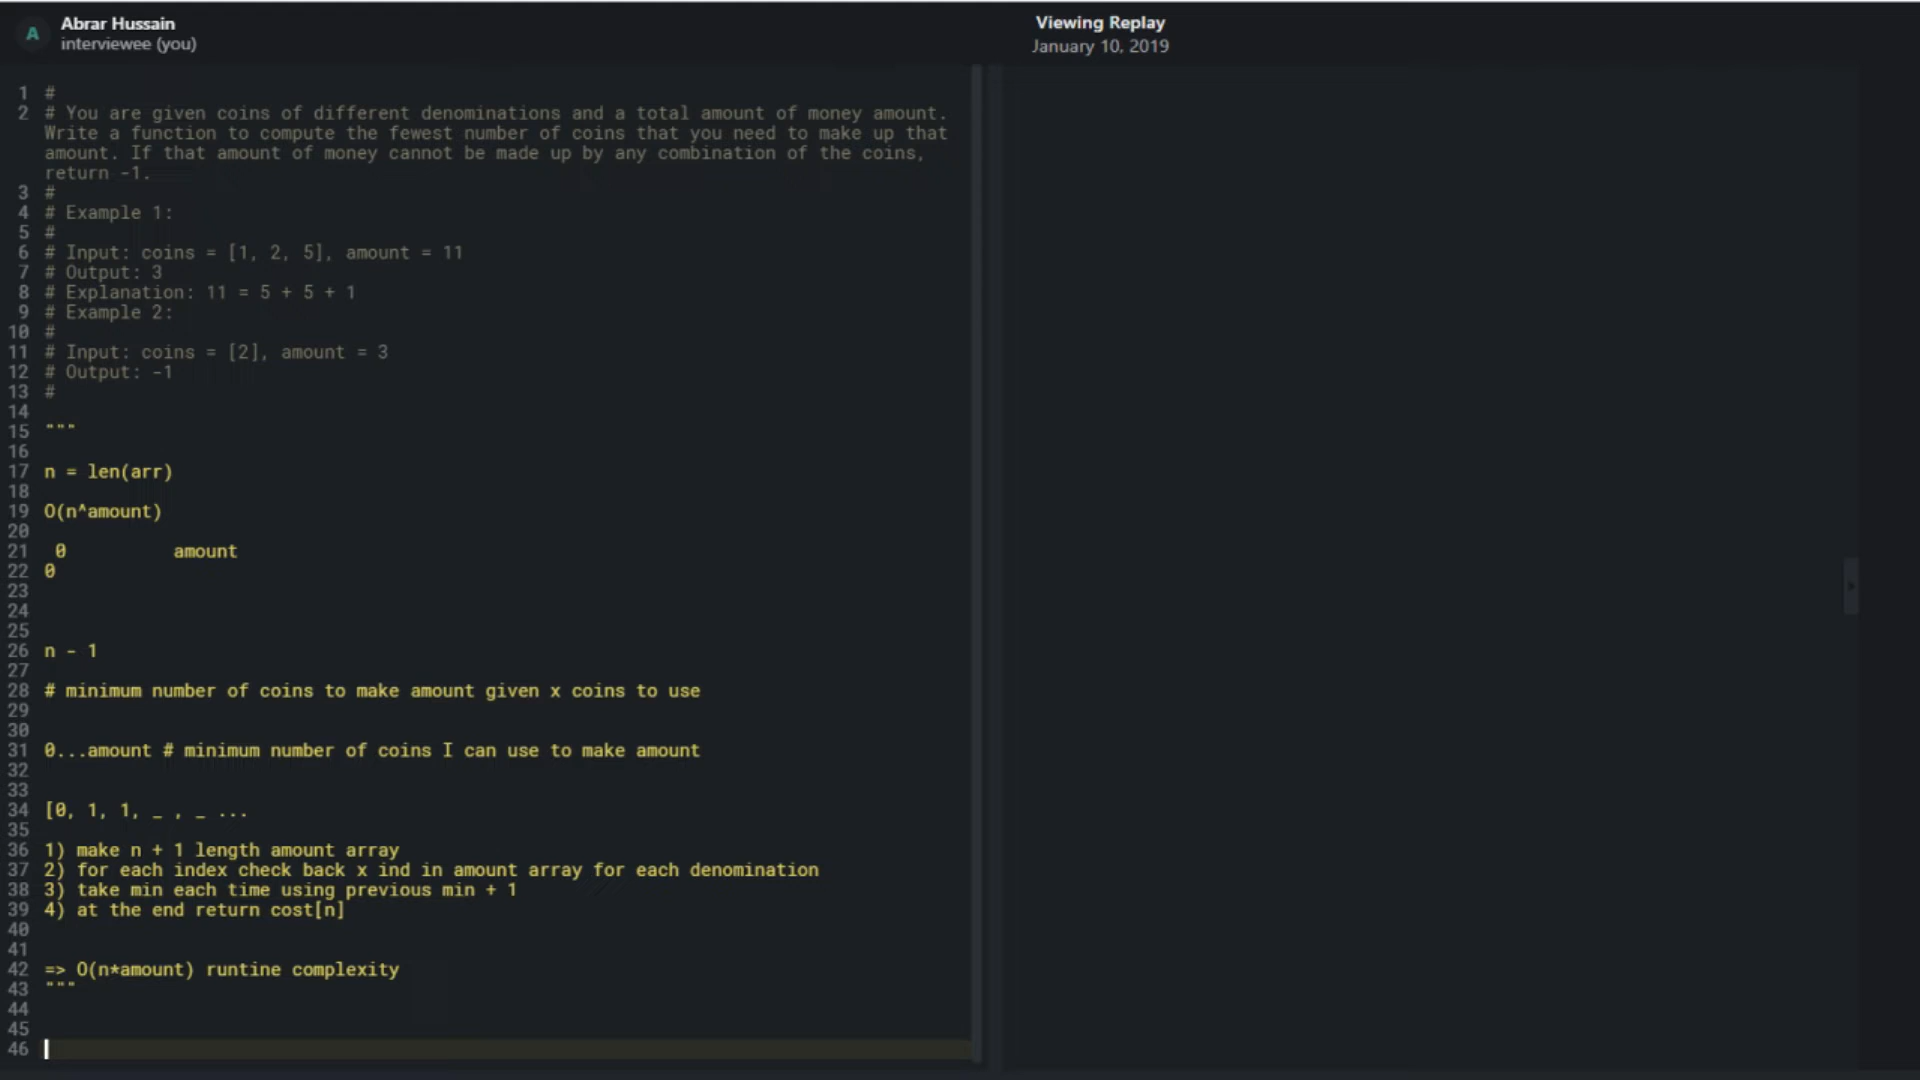 A
Abrar Hussain
interviewee (you)
Viewing Replay
January 10, 2019
1 #
2 # You are given coins of different denominations and a total amount of money amount.
Write a function to compute the fewest number of coins that you need to make up that
amount. If that amount of money cannot be made up by any combination of the coins,
return -1.
3 #
4 # Example 1:
5 #
6 # Input: coins = [1, 2, 5], amount = 11
7 # Output: 3
8 # Explanation: 11 = 5 + 5 + 1
9 # Example 2:
10 #
11 # Input: coins = [2], amount = 3
12 # Output: -1
13 #
14
15 """
16
17 n = len(arr)
18
19 O(n^amount)
20
21  0          amount
22 0
23
24
25
26 n - 1
27
28 # minimum number of coins to make amount given x coins to use
29
30
31 0...amount # minimum number of coins I can use to make amount
32
33
34 [0, 1, 1, _ , _ ...
35
36 1) make n + 1 length amount array
37 2) for each index check back x ind in amount array for each denomination
38 3) take min each time using previous min + 1
39 4) at the end return cost[n]
40
41
42 => O(n*amount) runtine complexity
43 """
44
45
46